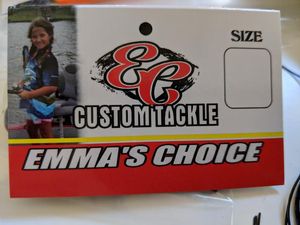 SIZE
EC
CUSTOM TACKLE
EMMA'S CHOICE